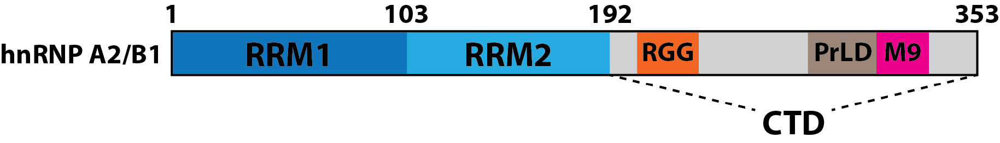 1 103 192 353
hnRNP A2/B1 RRM1 RRM2 RGG PrLD M9
CTD